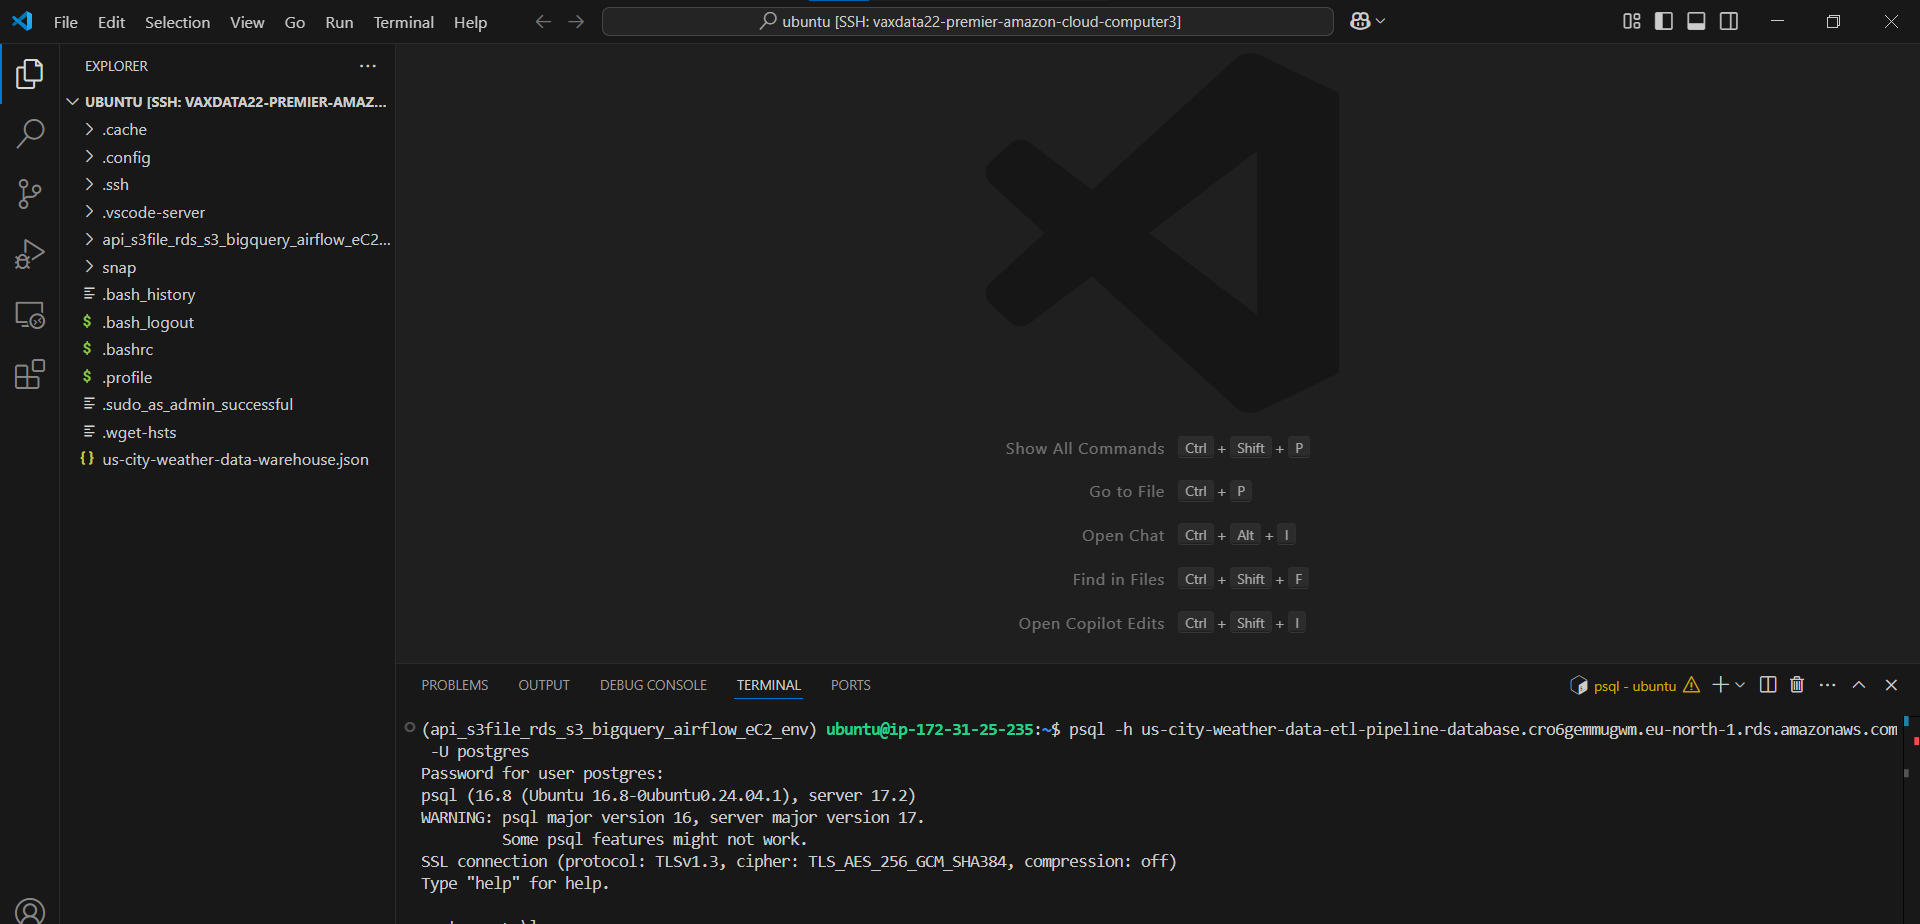 File Edit Selection View Go Run Terminal Help
ubuntu [SSH: vaxdata22-premier-amazon-cloud-computer3]
EXPLORER
UBUNTU [SSH: VAXDATA22-PREMIER-AMAZ...
.cache
.config
.ssh
.vscode-server
api_s3file_rds_s3_bigquery_airflow_eC2...
snap
.bash_history
.bash_logout
.bashrc
.profile
.sudo_as_admin_successful
.wget-hsts
us-city-weather-data-warehouse.json
Show All Commands Ctrl + Shift + P
Go to File Ctrl + P
Open Chat Ctrl + Alt + I
Find in Files Ctrl + Shift + F
Open Copilot Edits Ctrl + Shift + I
PROBLEMS OUTPUT DEBUG CONSOLE TERMINAL PORTS
psql - ubuntu
(api_s3file_rds_s3_bigquery_airflow_eC2_env) ubuntu@ip-172-31-25-235:~$ psql -h us-city-weather-data-etl-pipeline-database.cro6gemmugwm.eu-north-1.rds.amazonaws.com
-U postgres
Password for user postgres:
psql (16.8 (Ubuntu 16.8-0ubuntu0.24.04.1), server 17.2)
WARNING: psql major version 16, server major version 17.
Some psql features might not work.
SSL connection (protocol: TLSv1.3, cipher: TLS_AES_256_GCM_SHA384, compression: off)
Type "help" for help.